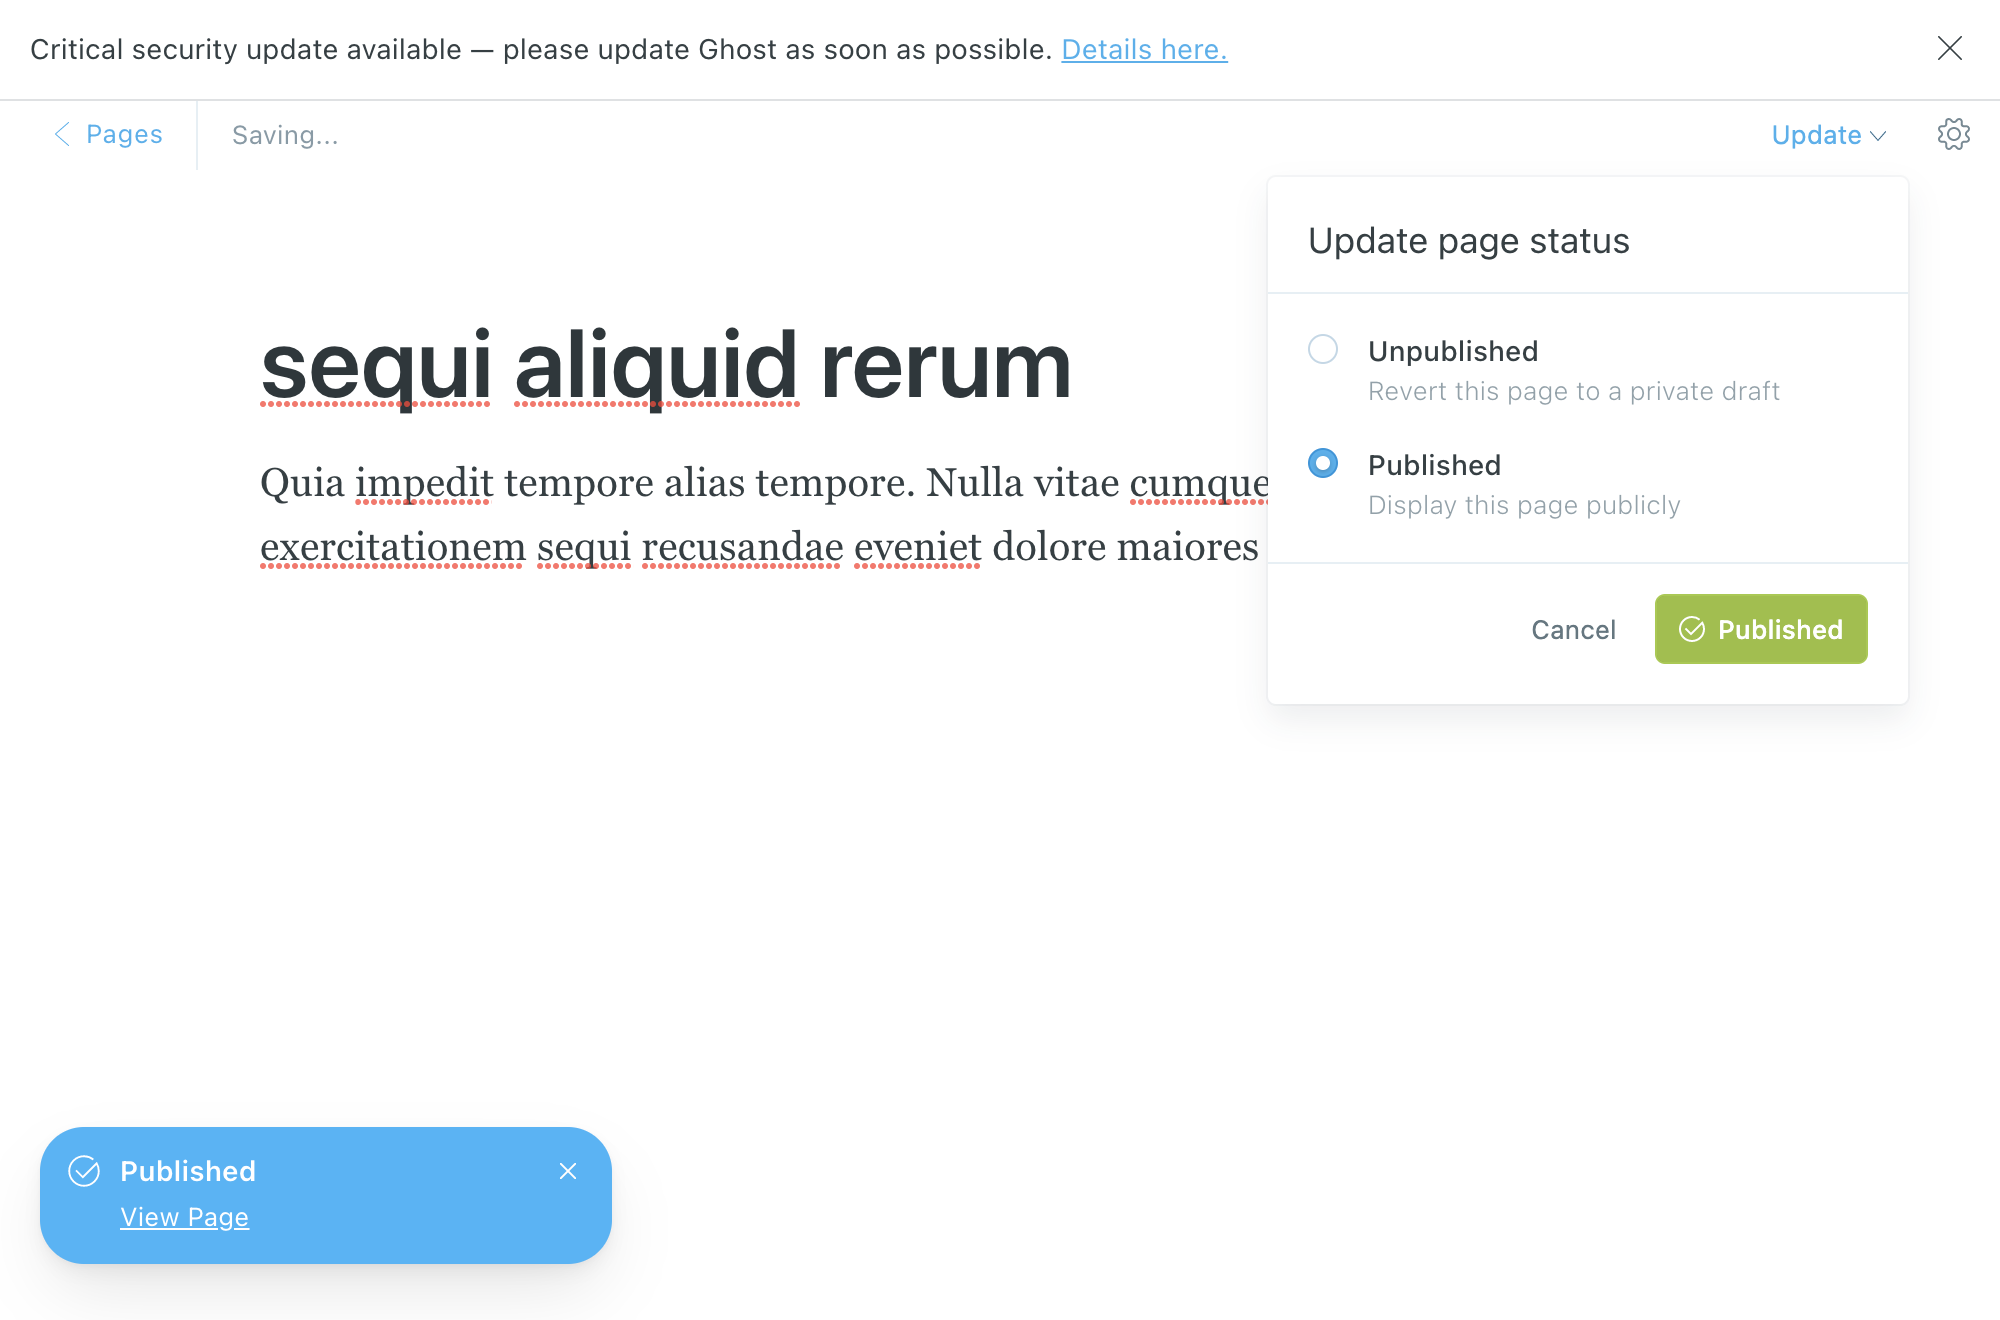 Critical security update available — please update Ghost as soon as possible. Details here.
Pages
Saving...
Update
Update page status
Unpublished
Revert this page to a private draft
Published
Display this page publicly
Cancel
Published
sequi aliquid rerum
Quia impedit tempore alias tempore. Nulla vitae cumque
exercitationem sequi recusandae eveniet dolore maiores
Published
View Page